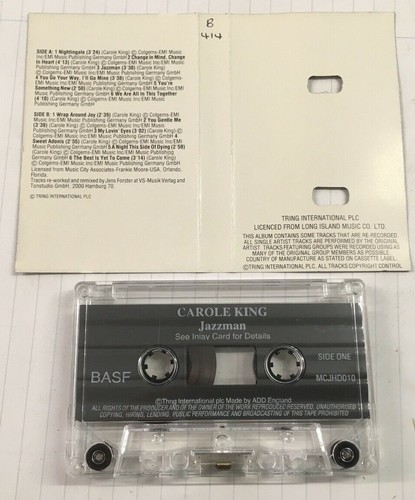 B
414
SIDE A: 1 Nightingale (3'24) (Carole King) © Colgems-EMI Music
Inc/EMI Music Publishing Germany GmbH 2 Change in Mind, Change in
Heart (4'13) (Carole King) © Colgems-EMI Music Inc/EMI Music
Publishing Germany GmbH 3 Jazzman (3'38) (Carole King)
© Colgems-EMI Music Inc/EMI Music Publishing Germany GmbH
4 You Go Your Way, I'll Go Mine (3'38) (Carole King) © Colgems-EMI
Music Inc/EMI Music Publishing Germany GmbH 5 You're
Something New (2'50) (Carole King) © Colgems-EMI Music Inc/EMI
Music Publishing Germany GmbH 6 We Are All in This Together
(4'18) (Carole King) © Colgems-EMI Music Inc/EMI Music
Publishing Germany GmbH
SIDE B: 1 Wrap Around Joy (2'39) (Carole King) © Colgems-EMI
Music Inc/EMI Music Publishing Germany GmbH 2 You Gentle Me
(3'39) (Carole King) © Colgems-EMI Music Inc/EMI Music Publishing
Germany GmbH 3 My Lovin' Eyes (3'02) (Carole King) ©
Colgems-EMI Music Inc/EMI Music Publishing Germany GmbH 4
Sweet Adonis (2'55) (Carole King) © Colgems-EMI Music Inc/EMI
Music Publishing Germany GmbH 5 A Night This Side Of Dying (2'59)
(Carole King) © Colgems-EMI Music Inc/EMI Music Publishing
Germany GmbH 6 The Best Is Yet To Come (3'14) (Carole King) ©
Colgems-EMI Music Inc/EMI Music Publishing Germany GmbH
Licensed from Music City Associates-Frankie Moore-USA, Orlando,
Florida.
Tracks re-worked and remixed by Jens Forster at VS-Musik Verlag and
Tonstudio GmbH, 2000 Hamburg 70.
© TRING INTERNATIONAL PLC
TRING INTERNATIONAL PLC
LICENCED FROM LONG ISLAND MUSIC CO. LTD.
THIS ALBUM CONTAINS SOME TRACKS THAT ARE RE-RECORDED.
ALL SINGLE ARTIST TRACKS ARE PERFORMED BY THE ORIGINAL
ARTIST. TRACKS FEATURING GROUPS WERE RECORDED USING AS
MANY OF THE ORIGINAL GROUP MEMBERS AS POSSIBLE.
COUNTRY OF MANUFACTURE AS STATED ON CASSETTE LABEL.
©TRING INTERNATIONAL PLC. ALL TRACKS COPYRIGHT CONTROL
CAROLE KING
Jazzman
See Inlay Card for Details
SIDE ONE
BASF
MCJHD010
©Tring International plc Made by ADD England
ALL RIGHTS OF THE PRODUCER AND OF THE OWNER OF THE WORK REPRODUCED RESERVED. UNAUTHORISED
COPYING, HIRING, LENDING, PUBLIC PERFORMANCE AND BROADCASTING OF THIS TAPE PROHIBITED